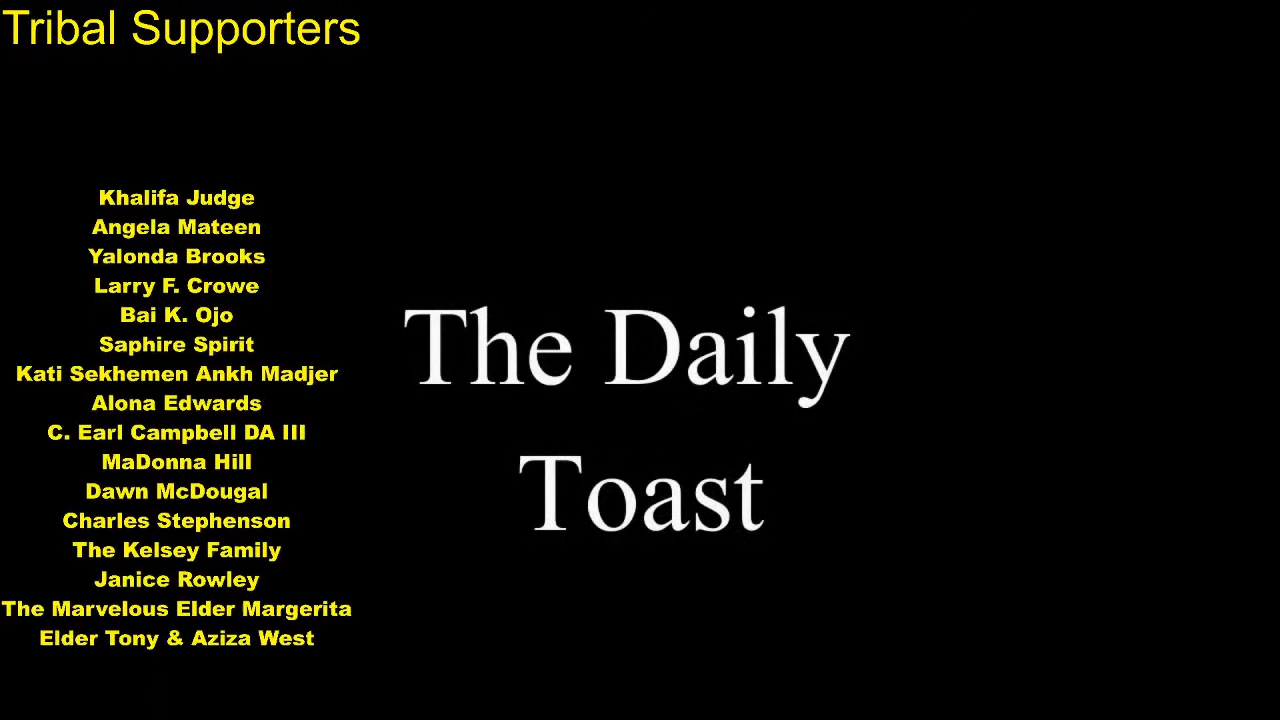 Tribal Supporters
Khalifa Judge
Angela Mateen
Yalonda Brooks
Larry F. Crowe
Bai K. Ojo
Saphire Spirit
Kati Sekhemen Ankh Madjer
Alona Edwards
C. Earl Campbell DA III
MaDonna Hill
Dawn McDougal
Charles Stephenson
The Kelsey Family
Janice Rowley
The Marvelous Elder Margerita
Elder Tony & Aziza West
The Daily
Toast